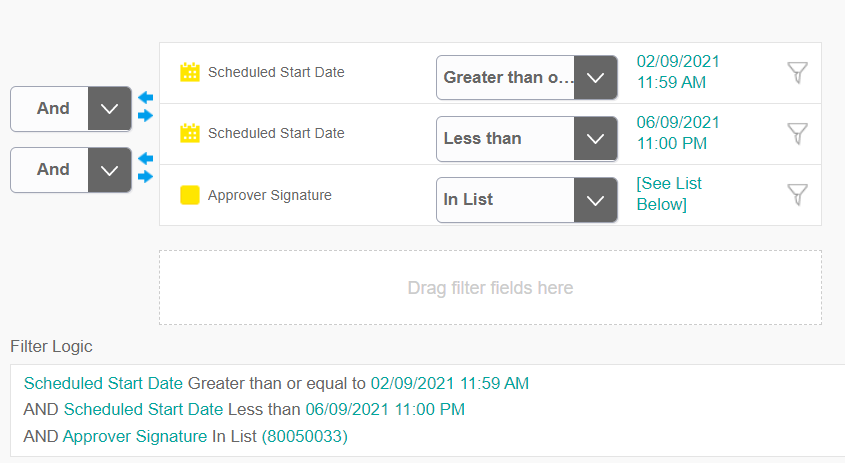 Scheduled Start Date
Greater than o...
02/09/2021
11:59 AM
And
Scheduled Start Date
Less than
06/09/2021
11:00 PM
And
Approver Signature
In List
[See List
Below]
Drag filter fields here
Filter Logic
Scheduled Start Date Greater than or equal to 02/09/2021 11:59 AM
AND Scheduled Start Date Less than 06/09/2021 11:00 PM
AND Approver Signature In List (80050033)